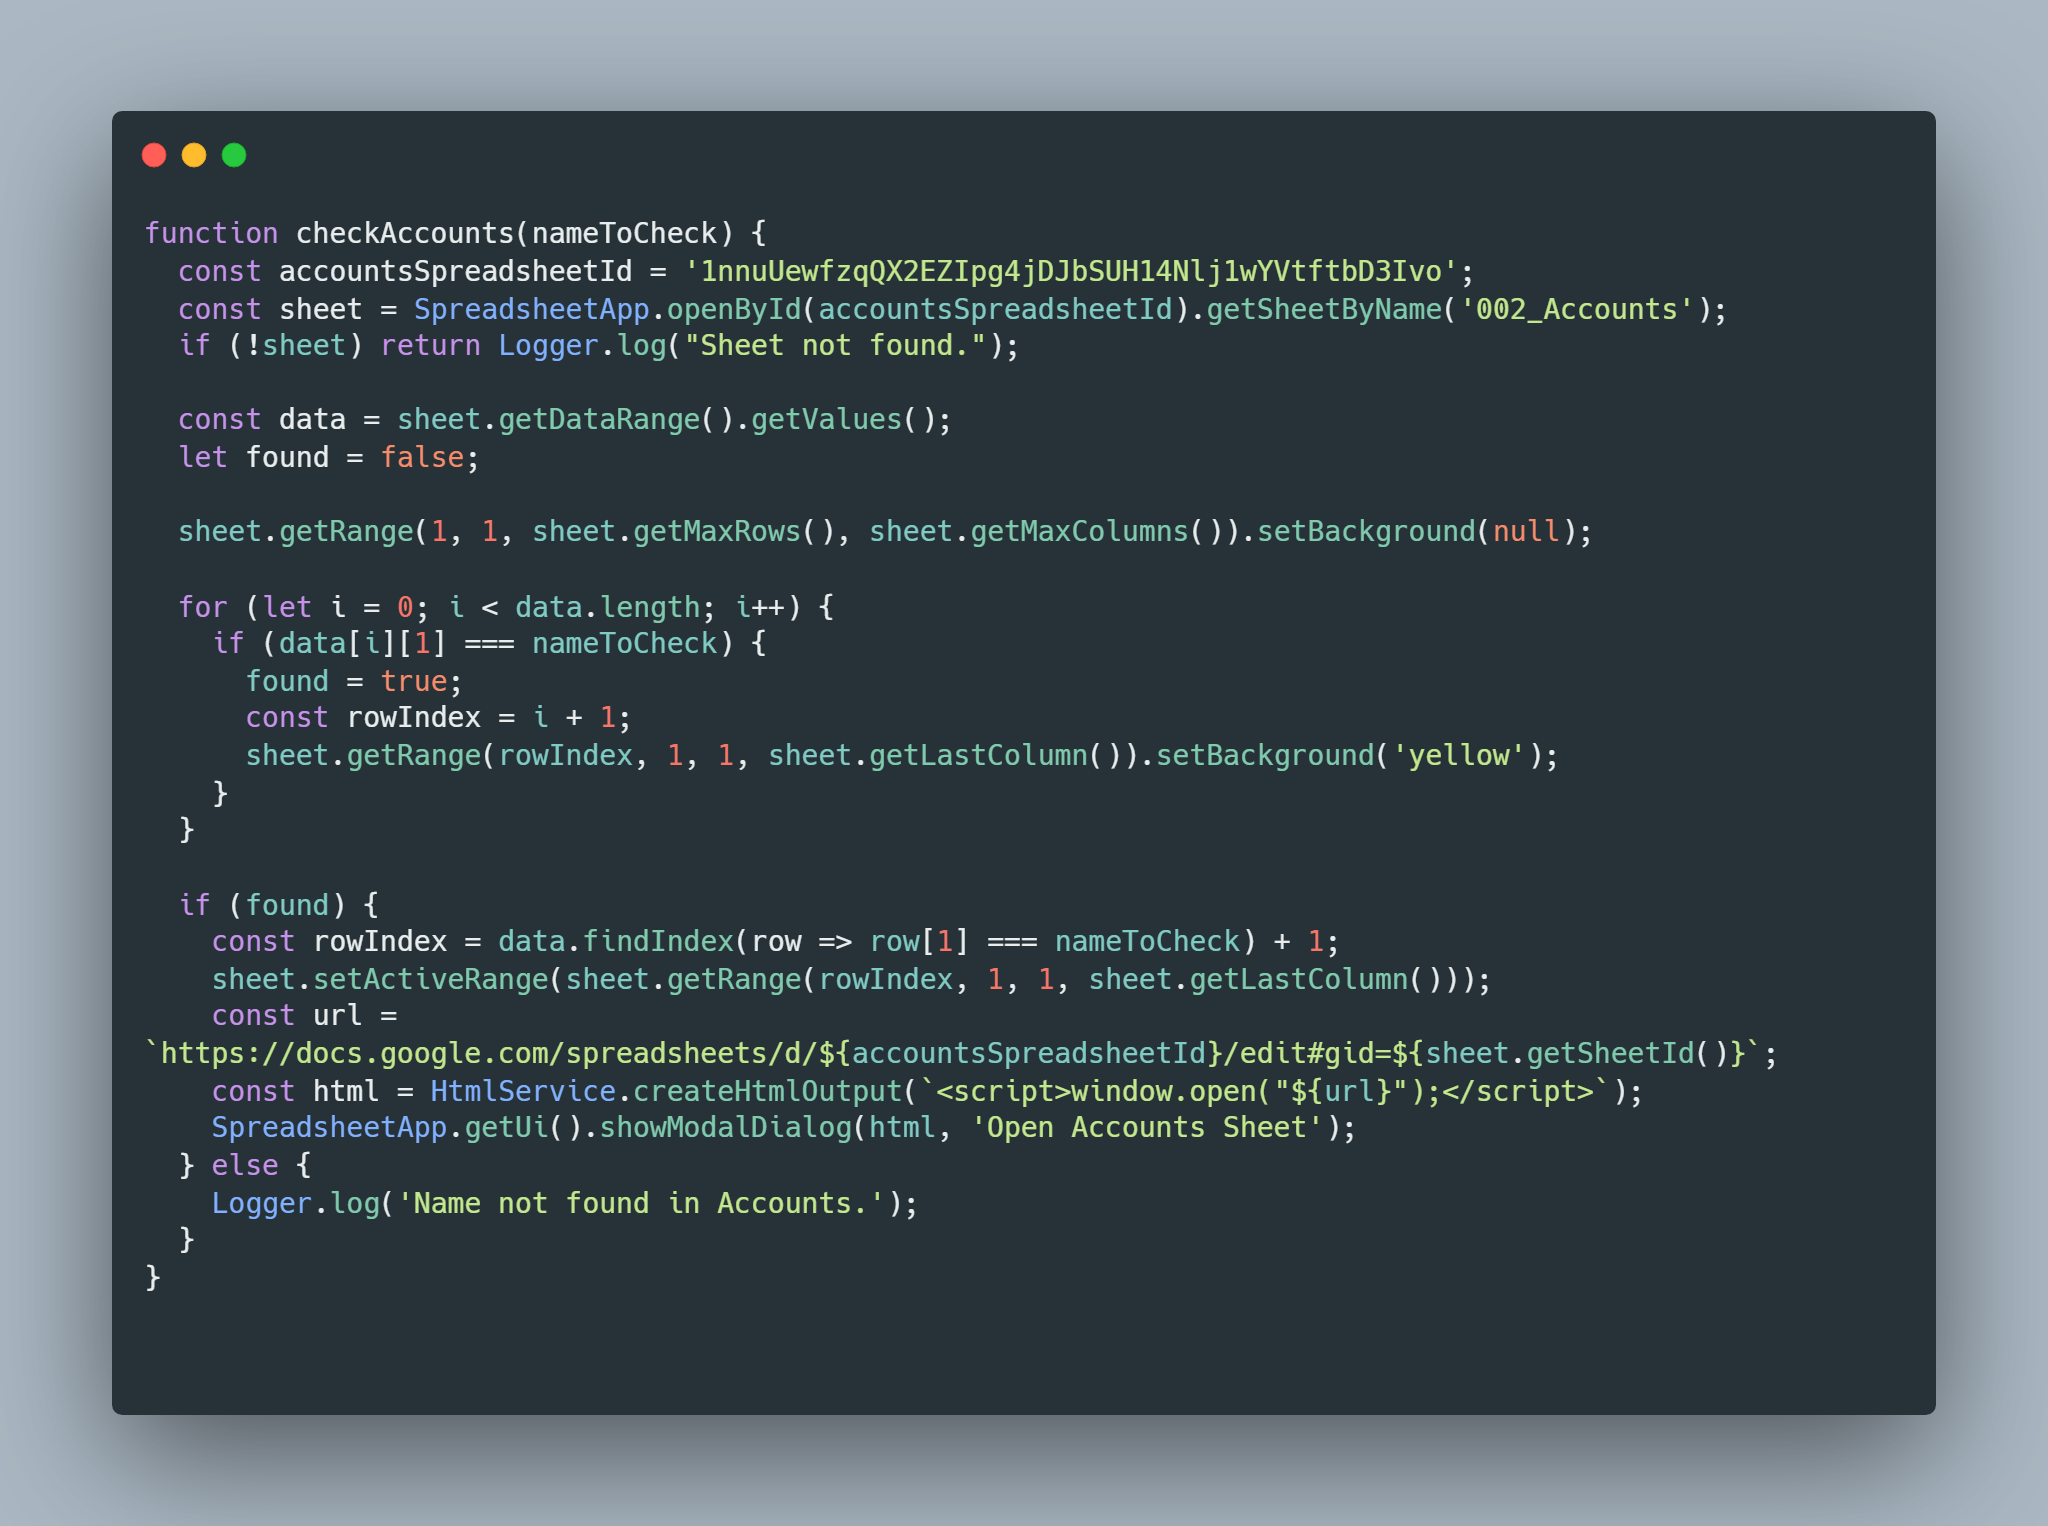 function checkAccounts(nameToCheck) {
  const accountsSpreadsheetId = '1nnuUewfzqQX2EZIpg4jDJbSUH14Nlj1wYVtftbD3Ivo';
  const sheet = SpreadsheetApp.openById(accountsSpreadsheetId).getSheetByName('002_Accounts');
  if (!sheet) return Logger.log("Sheet not found.");

  const data = sheet.getDataRange().getValues();
  let found = false;

  sheet.getRange(1, 1, sheet.getMaxRows(), sheet.getMaxColumns()).setBackground(null);

  for (let i = 0; i < data.length; i++) {
    if (data[i][1] === nameToCheck) {
      found = true;
      const rowIndex = i + 1;
      sheet.getRange(rowIndex, 1, 1, sheet.getLastColumn()).setBackground('yellow');
    }
  }

  if (found) {
    const rowIndex = data.findIndex(row => row[1] === nameToCheck) + 1;
    sheet.setActiveRange(sheet.getRange(rowIndex, 1, 1, sheet.getLastColumn()));
    const url =
`https://docs.google.com/spreadsheets/d/${accountsSpreadsheetId}/edit#gid=${sheet.getSheetId()}`;
    const html = HtmlService.createHtmlOutput(`<script>window.open("${url}");</script>`);
    SpreadsheetApp.getUi().showModalDialog(html, 'Open Accounts Sheet');
  } else {
    Logger.log('Name not found in Accounts.');
  }
}